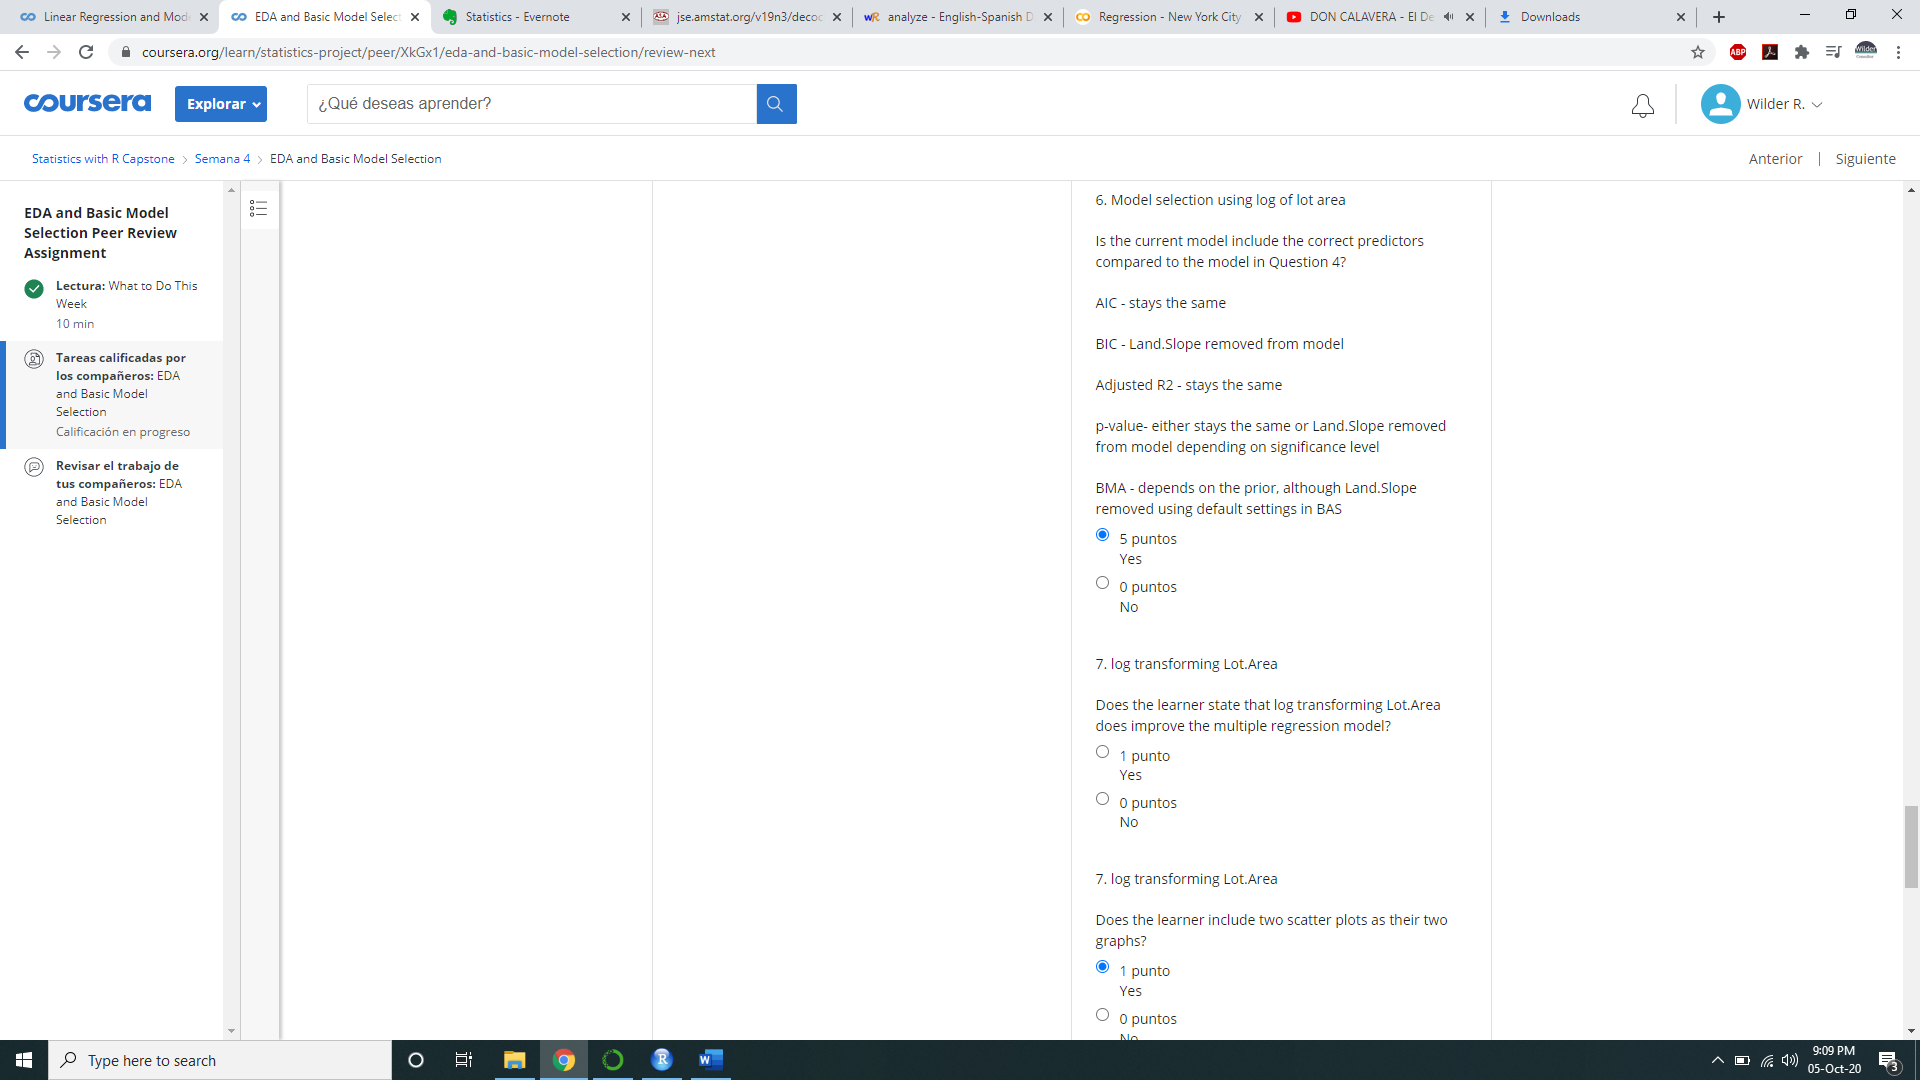 Linear Regression and Mod
EDA and Basic Model Select
Statistics - Evernote
jse.amstat.org/v19n3/decoc
analyze - English-Spanish D
Regression - New York City
DON CALAVERA - El De
Downloads
coursera.org/learn/statistics-project/peer/XkGx1/eda-and-basic-model-selection/review-next
ABP
coursera
Explorar
¿Qué deseas aprender?
Wilder R.
Statistics with R Capstone
Semana 4
EDA and Basic Model Selection
Anterior | Siguiente
EDA and Basic Model
Selection Peer Review
Assignment
Lectura: What to Do This
Week
10 min
Tareas calificadas por
los compañeros: EDA
and Basic Model
Selection
Calificación en progreso
Revisar el trabajo de
tus compañeros: EDA
and Basic Model
Selection
6. Model selection using log of lot area
Is the current model include the correct predictors
compared to the model in Question 4?
AIC - stays the same
BIC - Land.Slope removed from model
Adjusted R2 - stays the same
p-value- either stays the same or Land.Slope removed
from model depending on significance level
BMA - depends on the prior, although Land.Slope
removed using default settings in BAS
5 puntos
Yes
0 puntos
No
7. log transforming Lot.Area
Does the learner state that log transforming Lot.Area
does improve the multiple regression model?
1 punto
Yes
0 puntos
No
7. log transforming Lot.Area
Does the learner include two scatter plots as their two
graphs?
1 punto
Yes
0 puntos
No
Type here to search
9:09 PM
05-Oct-20
3